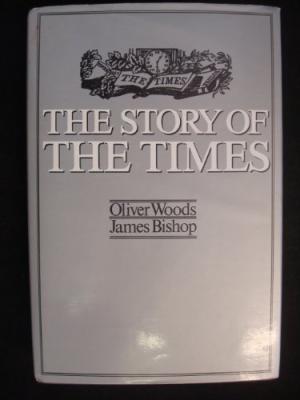 THE TIMES
THE STORY OF
THE TIMES
Oliver Woods
James Bishop